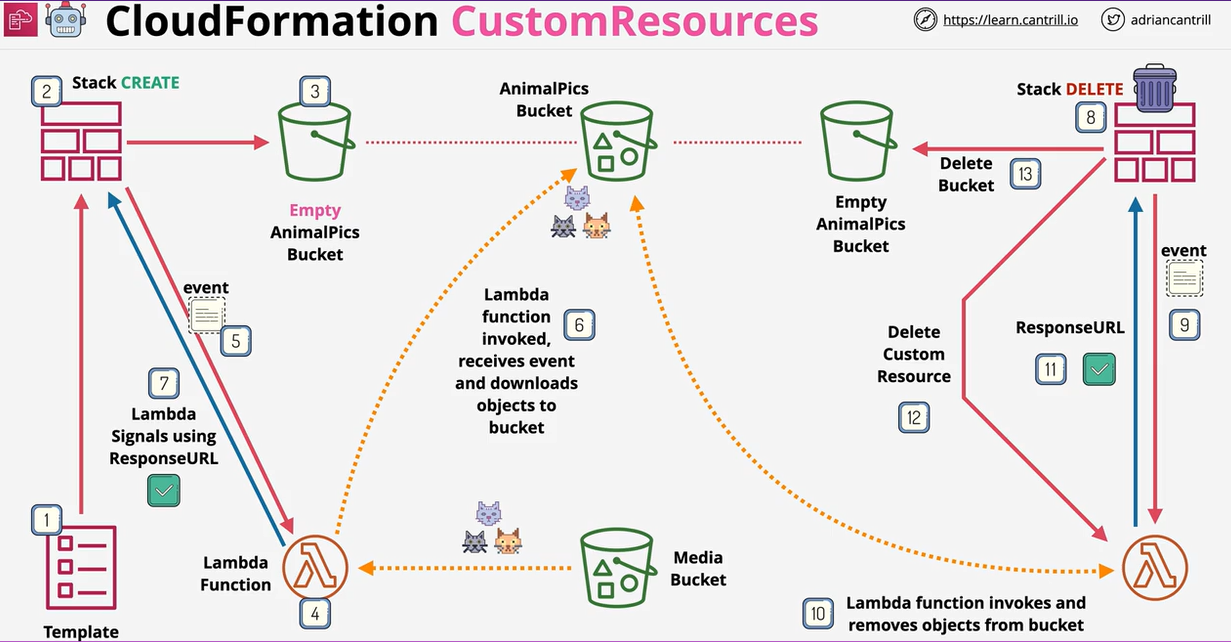 CloudFormation CustomResources
https://learn.cantrill.io
adriancantrill
2
Stack CREATE
3
Empty
AnimalPics
Bucket
AnimalPics
Bucket
Empty
AnimalPics
Bucket
Stack DELETE
8
Delete
Bucket
13
event
5
7
Lambda
Signals using
ResponseURL
Lambda
function
invoked,
receives event
and downloads
objects to
bucket
6
Delete
Custom
Resource
12
ResponseURL
11
event
9
1
Template
Lambda
Function
4
Media
Bucket
10
Lambda function invokes and
removes objects from bucket